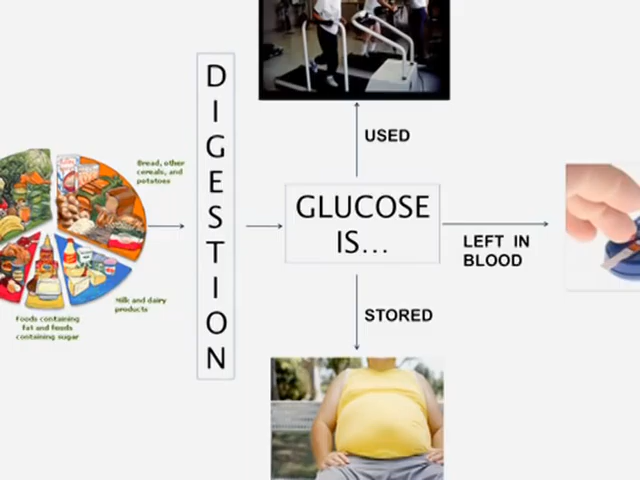 DIGESTION
USED
Bread, other
cereals, and
potatoes
GLUCOSE
IS...
LEFT IN
BLOOD
Milk and dairy
products
STORED
Foods containing
fat and foods
containing sugar